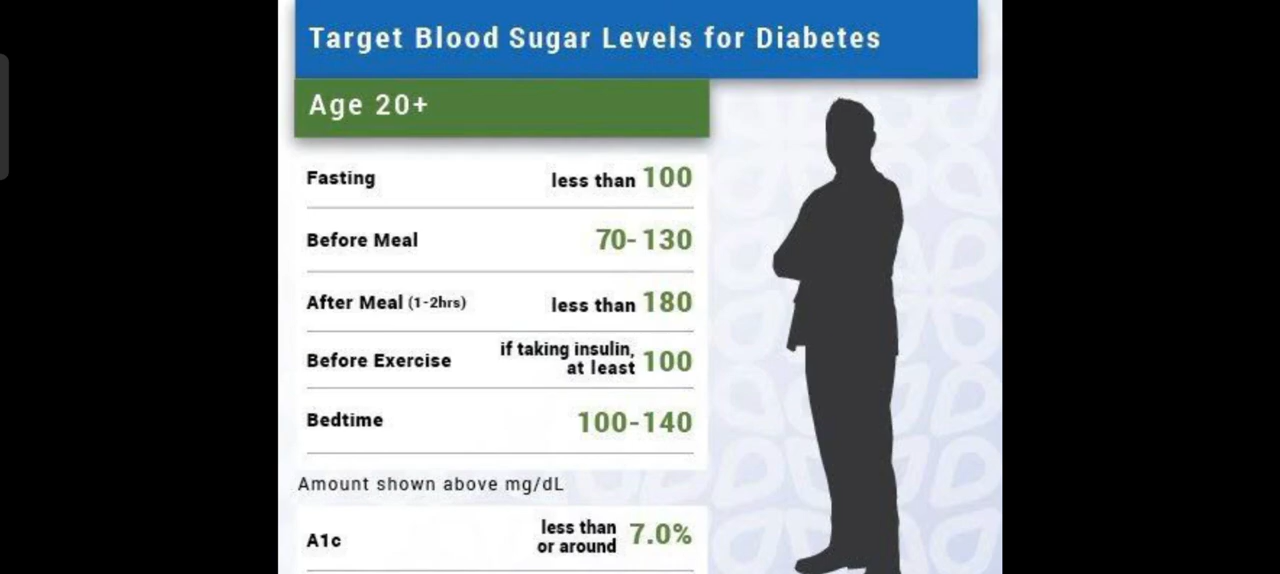 Target Blood Sugar Levels for Diabetes
Age 20+
Fasting less than 100
Before Meal 70-130
After Meal (1-2hrs) less than 180
Before Exercise if taking insulin, at least 100
Bedtime 100-140
Amount shown above mg/dL
A1c less than or around 7.0%